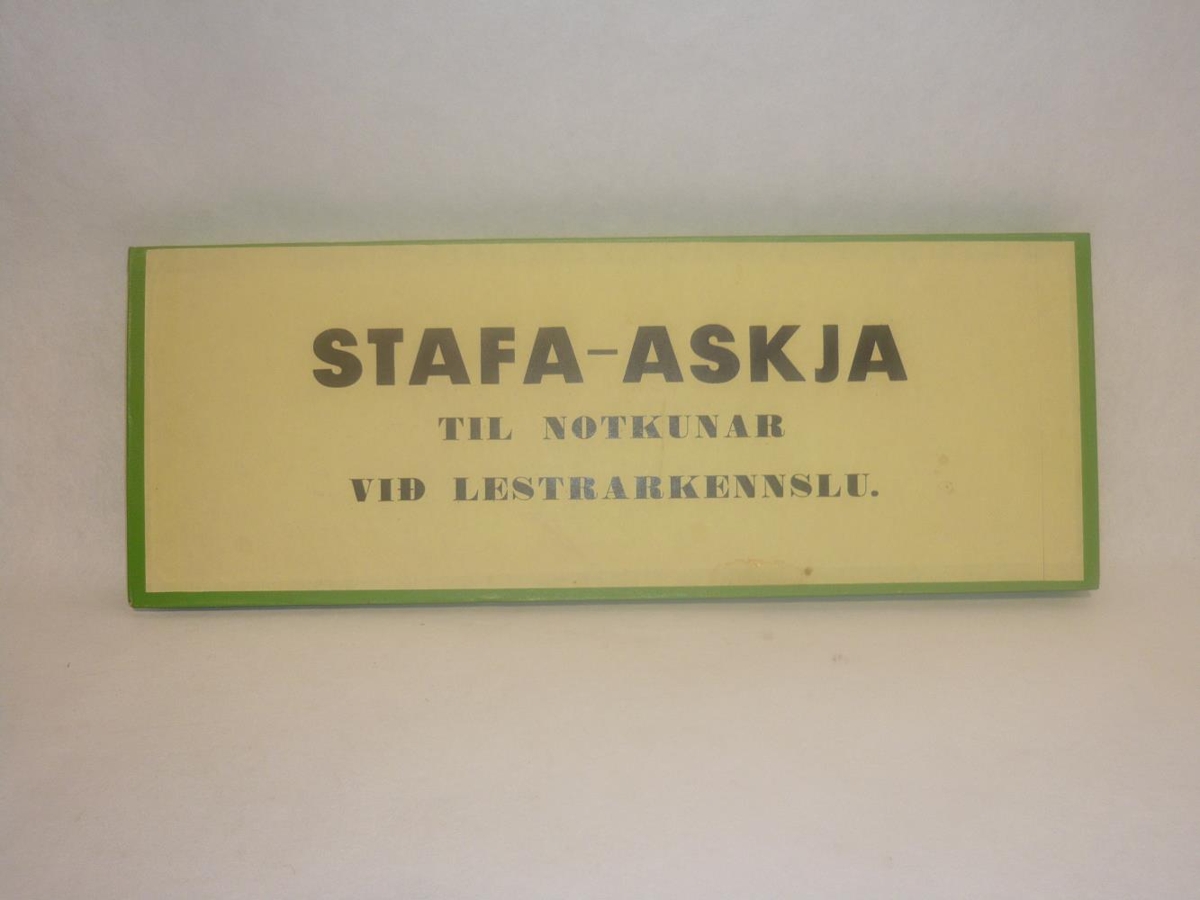 STAFA-ASKJA
TIL NOTKUNAR
VIÐ LESTRARKENNSLU.